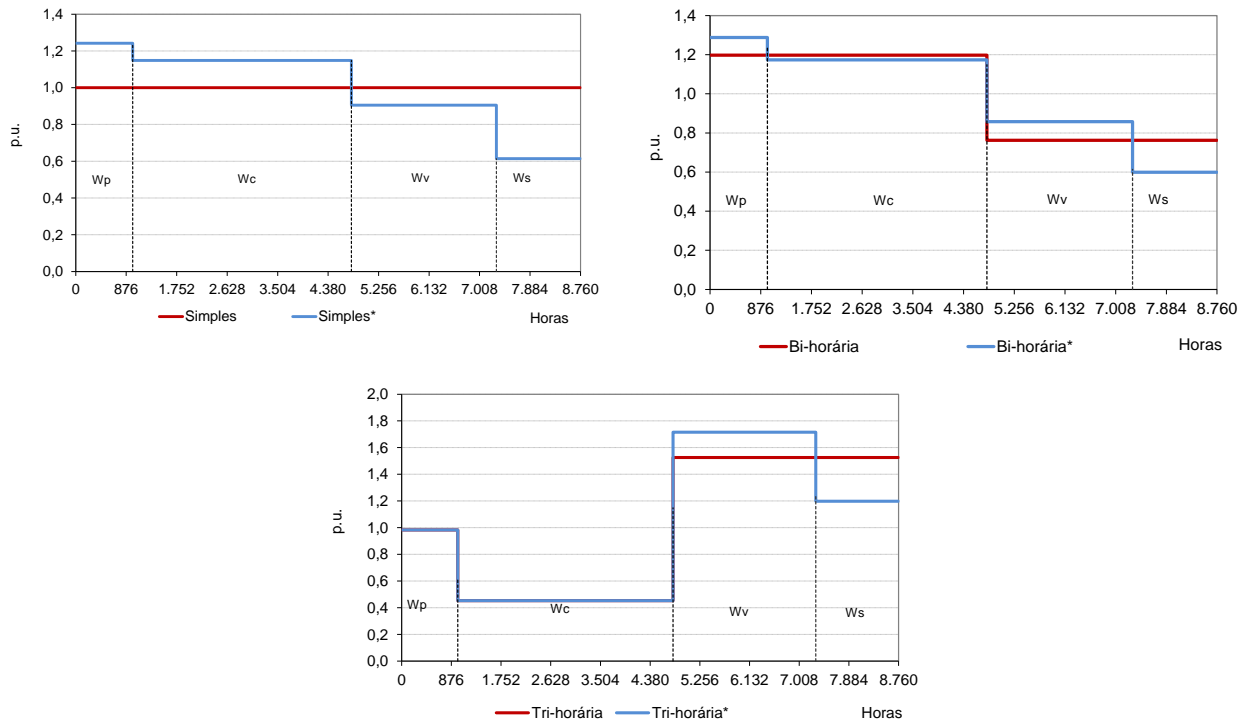 1,4
1,2
1,0
0,8
0,6
0,4
0,2
0,0
p.u.
Wp
Wc
Wv
Ws
0 876 1.752 2.628 3.504 4.380 5.256 6.132 7.008 7.884 8.760
Simples Simples* Horas
1,4
1,2
1,0
0,8
0,6
0,4
0,2
0,0
p.u.
Wp
Wc
Wv
Ws
0 876 1.752 2.628 3.504 4.380 5.256 6.132 7.008 7.884 8.760
Bi-horária Bi-horária* Horas
2,0
1,8
1,6
1,4
1,2
1,0
0,8
0,6
0,4
0,2
0,0
p.u.
Wp
Wc
Wv
Ws
0 876 1.752 2.628 3.504 4.380 5.256 6.132 7.008 7.884 8.760
Tri-horária Tri-horária* Horas